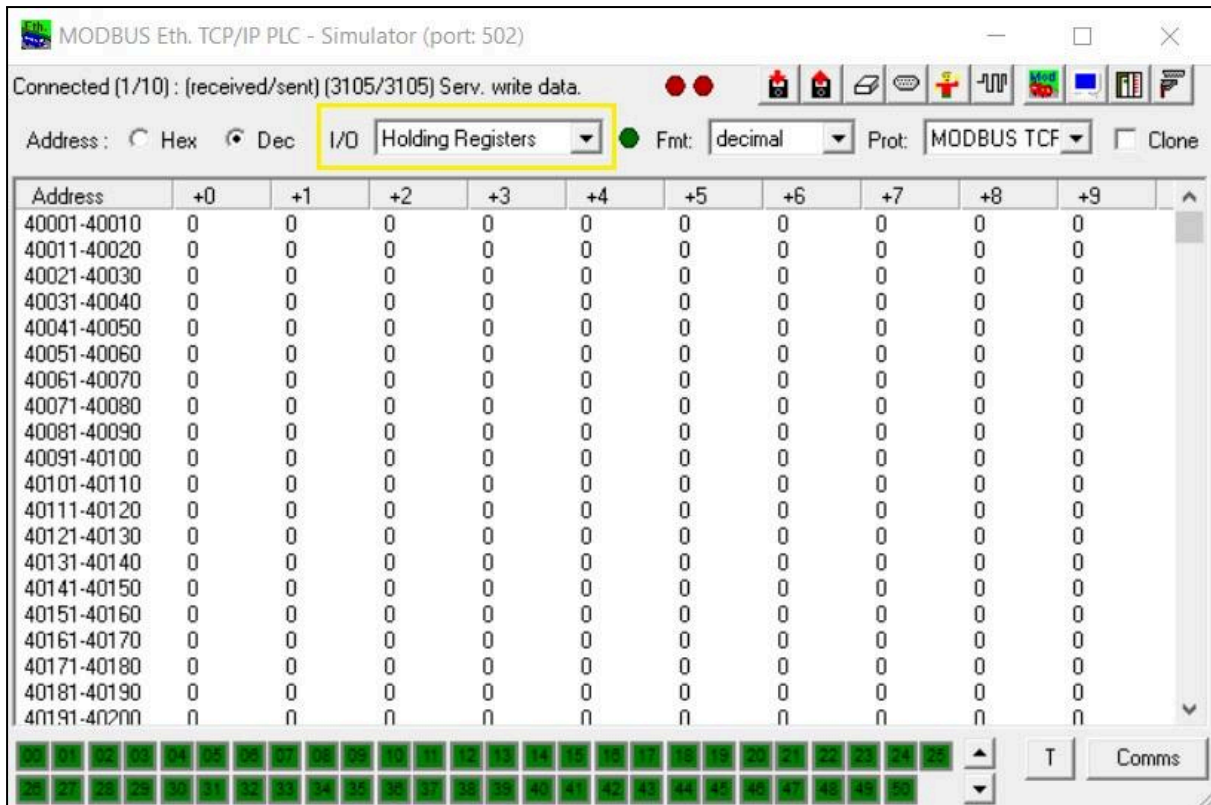 Eth. MODBUS Eth. TCP/IP PLC - Simulator (port: 502)
Connected (1/10) : (received/sent) (3105/3105) Serv. write data.
Address : Hex Dec I/O Holding Registers Fmt: decimal Prot: MODBUS TCP Clone
Address +0 +1 +2 +3 +4 +5 +6 +7 +8 +9
40001-40010 0 0 0 0 0 0 0 0 0 0
40011-40020 0 0 0 0 0 0 0 0 0 0
40021-40030 0 0 0 0 0 0 0 0 0 0
40031-40040 0 0 0 0 0 0 0 0 0 0
40041-40050 0 0 0 0 0 0 0 0 0 0
40051-40060 0 0 0 0 0 0 0 0 0 0
40061-40070 0 0 0 0 0 0 0 0 0 0
40071-40080 0 0 0 0 0 0 0 0 0 0
40081-40090 0 0 0 0 0 0 0 0 0 0
40091-40100 0 0 0 0 0 0 0 0 0 0
40101-40110 0 0 0 0 0 0 0 0 0 0
40111-40120 0 0 0 0 0 0 0 0 0 0
40121-40130 0 0 0 0 0 0 0 0 0 0
40131-40140 0 0 0 0 0 0 0 0 0 0
40141-40150 0 0 0 0 0 0 0 0 0 0
40151-40160 0 0 0 0 0 0 0 0 0 0
40161-40170 0 0 0 0 0 0 0 0 0 0
40171-40180 0 0 0 0 0 0 0 0 0 0
40181-40190 0 0 0 0 0 0 0 0 0 0
40191-40200 0 0 0 0 0 0 0 0 0 0
00 01 02 03 04 05 06 07 08 09 10 11 12 13 14 15 16 17 18 19 20 21 22 23 24 25 T Comms
26 27 28 29 30 31 32 33 34 35 36 37 38 39 40 41 42 43 44 45 46 47 48 49 50